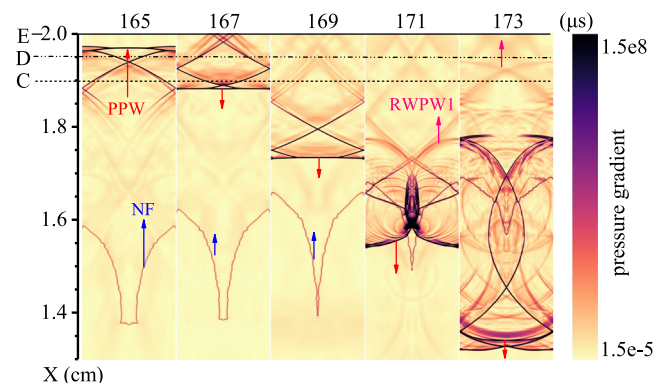 165 167 169 171 173 (μs)
E 2.0
D
C
1.8
1.6
1.4
X (cm)
PPW
NF
RWPW1
1.5e8
pressure gradient
1.5e-5